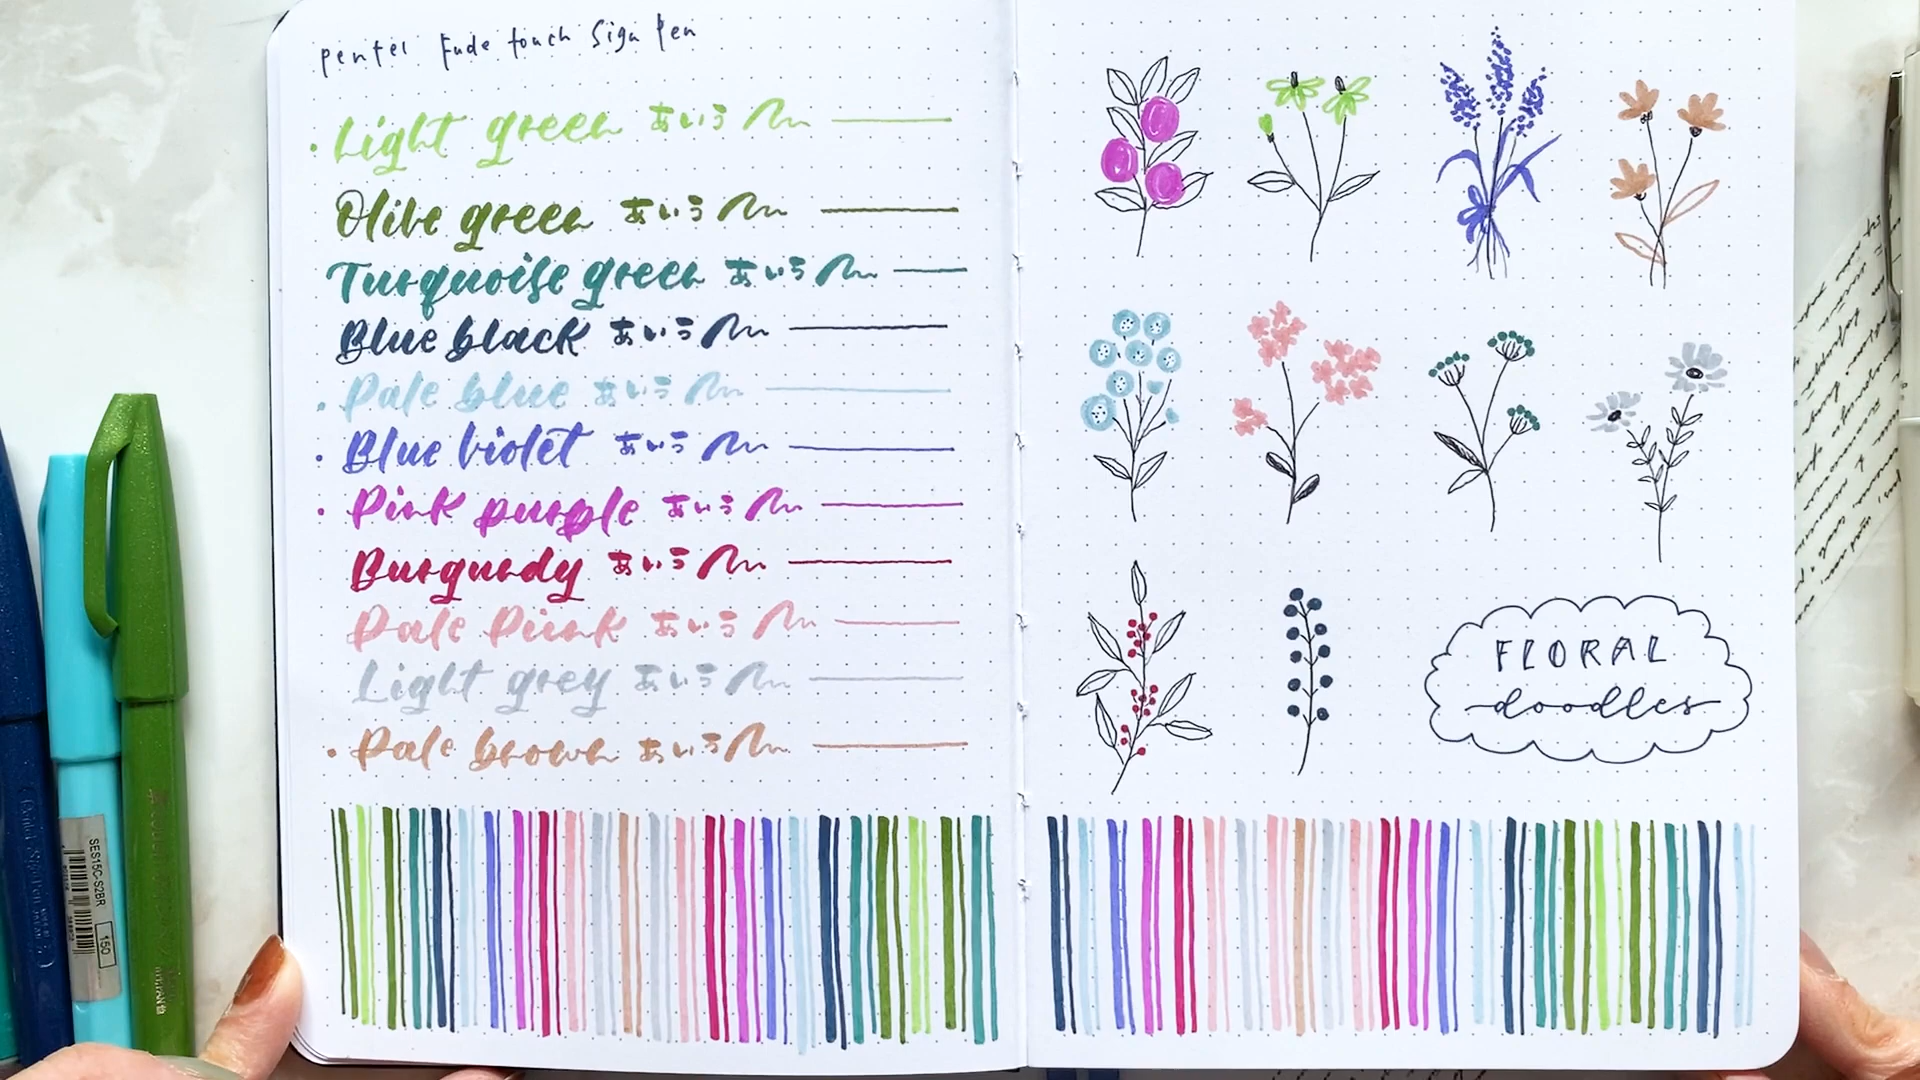 pentel Fude touch Sign Pen
Light green あいう
Olive green あいう
Turquoise green あいう
Blue black あいう
Pale blue あいう
Blue violet あいう
Pink purple あいう
Burgundy あいう
Pale Pink あいう
Light grey あいう
Pale brown あいう
FLORAL
doodles
SES15C-S2BR
150